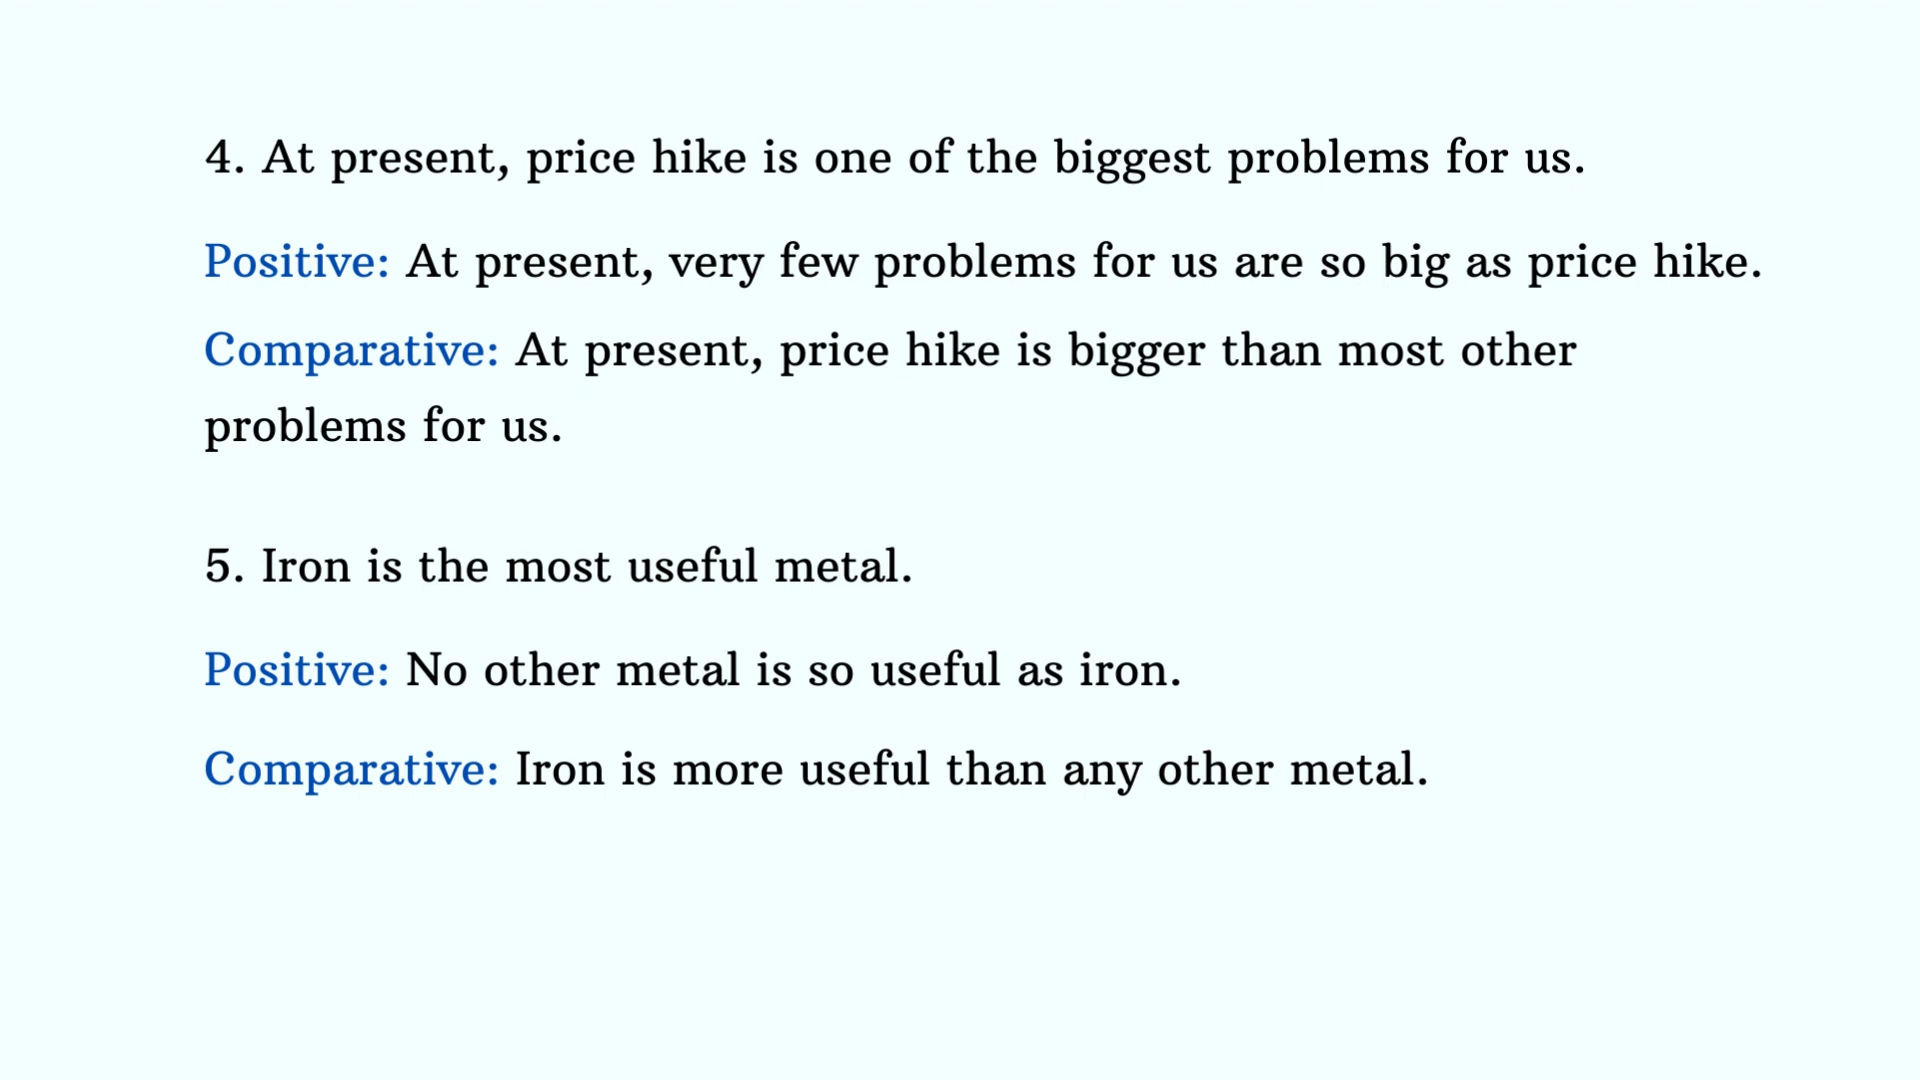 4. At present, price hike is one of the biggest problems for us.
Positive: At present, very few problems for us are so big as price hike.
Comparative: At present, price hike is bigger than most other
problems for us.
5. Iron is the most useful metal.
Positive: No other metal is so useful as iron.
Comparative: Iron is more useful than any other metal.